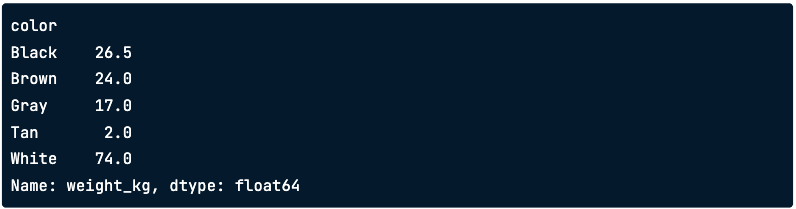 color
Black    26.5
Brown    24.0
Gray     17.0
Tan       2.0
White    74.0
Name: weight_kg, dtype: float64